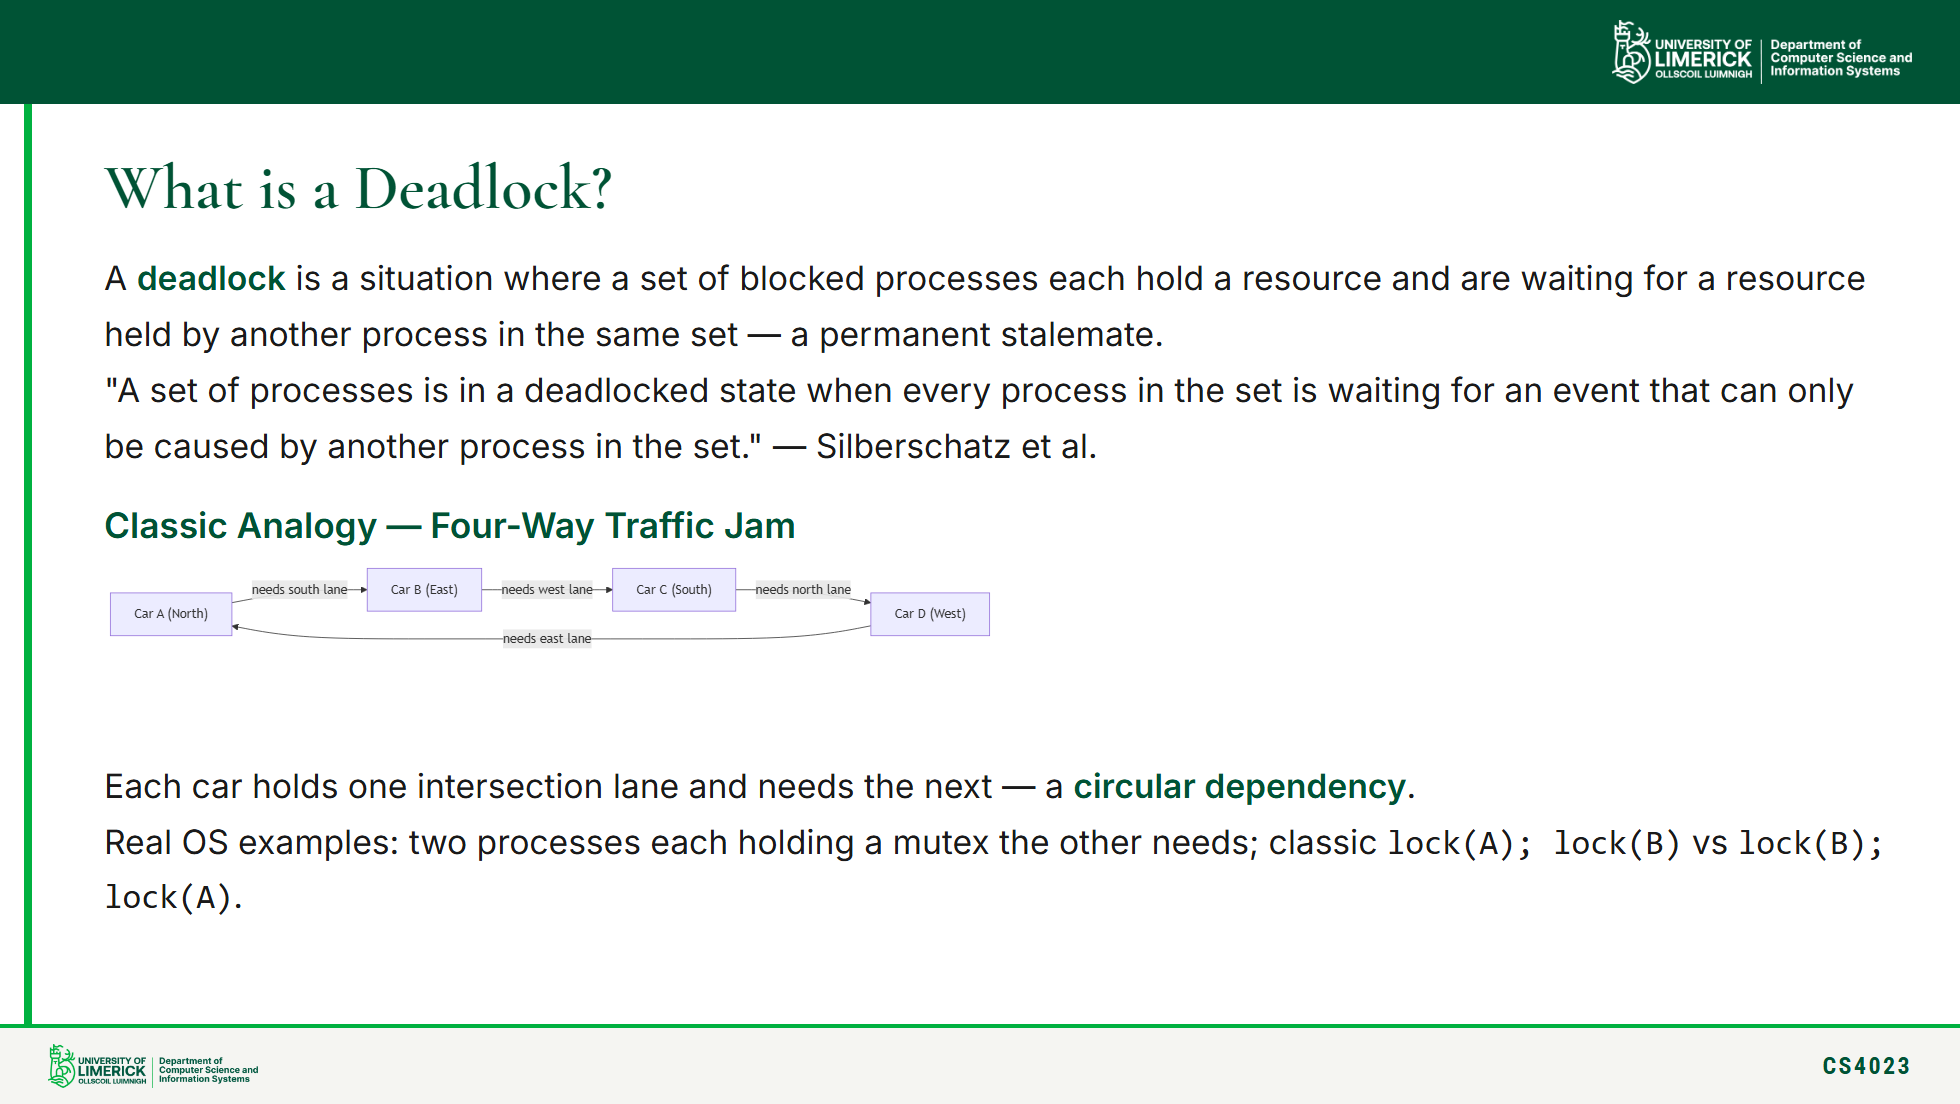 UNIVERSITY OF
LIMERICK
OLLSCOIL LUIMNIGH
Department of
Computer Science and
Information Systems
What is a Deadlock?
A deadlock is a situation where a set of blocked processes each hold a resource and are waiting for a resource
held by another process in the same set — a permanent stalemate.
"A set of processes is in a deadlocked state when every process in the set is waiting for an event that can only
be caused by another process in the set." — Silberschatz et al.
Classic Analogy — Four-Way Traffic Jam
Car A (North)
needs south lane
Car B (East)
needs west lane
Car C (South)
needs north lane
Car D (West)
needs east lane
Each car holds one intersection lane and needs the next — a circular dependency.
Real OS examples: two processes each holding a mutex the other needs; classic lock(A); lock(B) vs lock(B);
lock(A).
UNIVERSITY OF
LIMERICK
OLLSCOIL LUIMNIGH
Department of
Computer Science and
Information Systems
CS4023